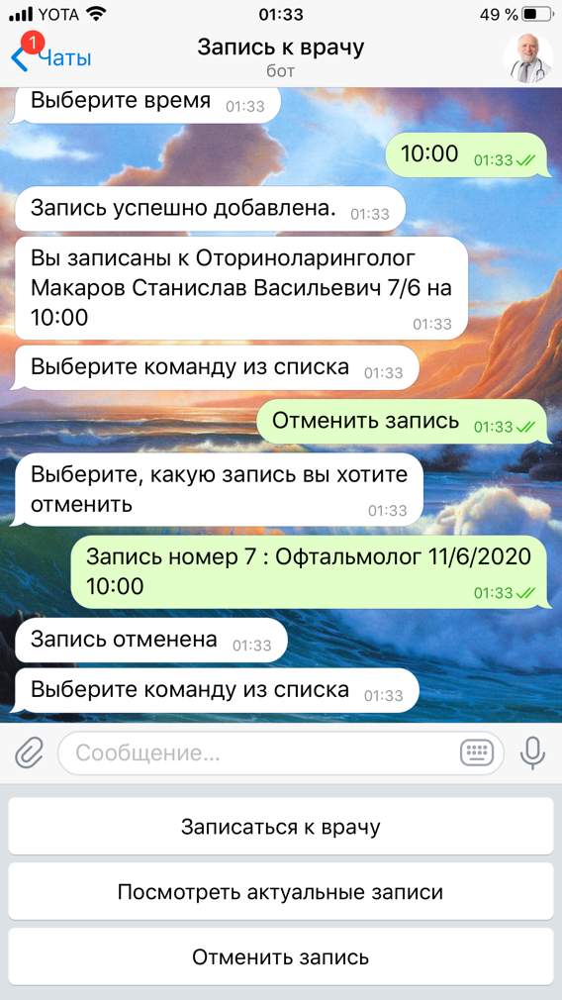 YOTA 01:33 49 %
1
Чаты
Запись к врачу
бот
Выберите время 01:33
10:00 01:33
Запись успешно добавлена. 01:33
Вы записаны к Оториноларинголог
Макаров Станислав Васильевич 7/6 на
10:00 01:33
Выберите команду из списка 01:33
Отменить запись 01:33
Выберите, какую запись вы хотите
отменить 01:33
Запись номер 7 : Офтальмолог 11/6/2020
10:00 01:33
Запись отменена 01:33
Выберите команду из списка 01:33
Сообщение...
Записаться к врачу
Посмотреть актуальные записи
Отменить запись